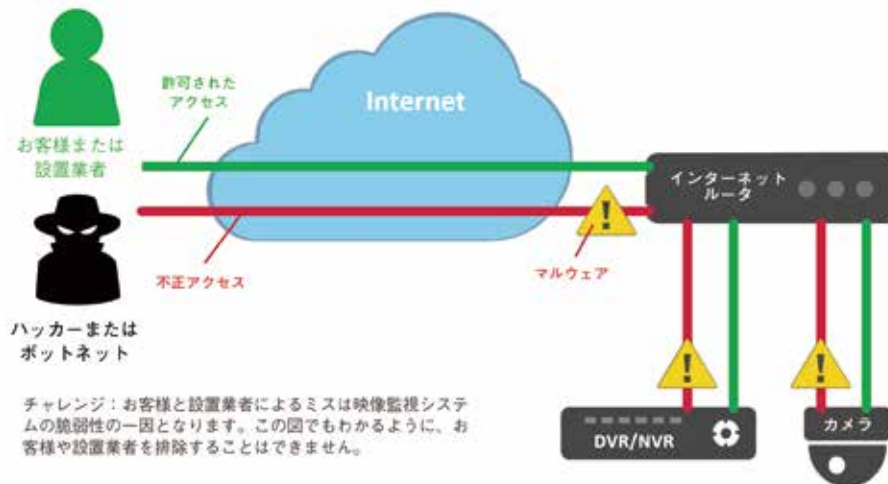 許可された
アクセス
Internet
お客様または
設置業者
インターネット
ルータ
不正アクセス
マルウェア
ハッカーまたは
ボットネット
チャレンジ：お客様と設置業者によるミスは映像監視システ
ムの脆弱性の一因となります。この図でもわかるように、お
客様や設置業者を排除することはできません。
DVR/NVR
カメラ